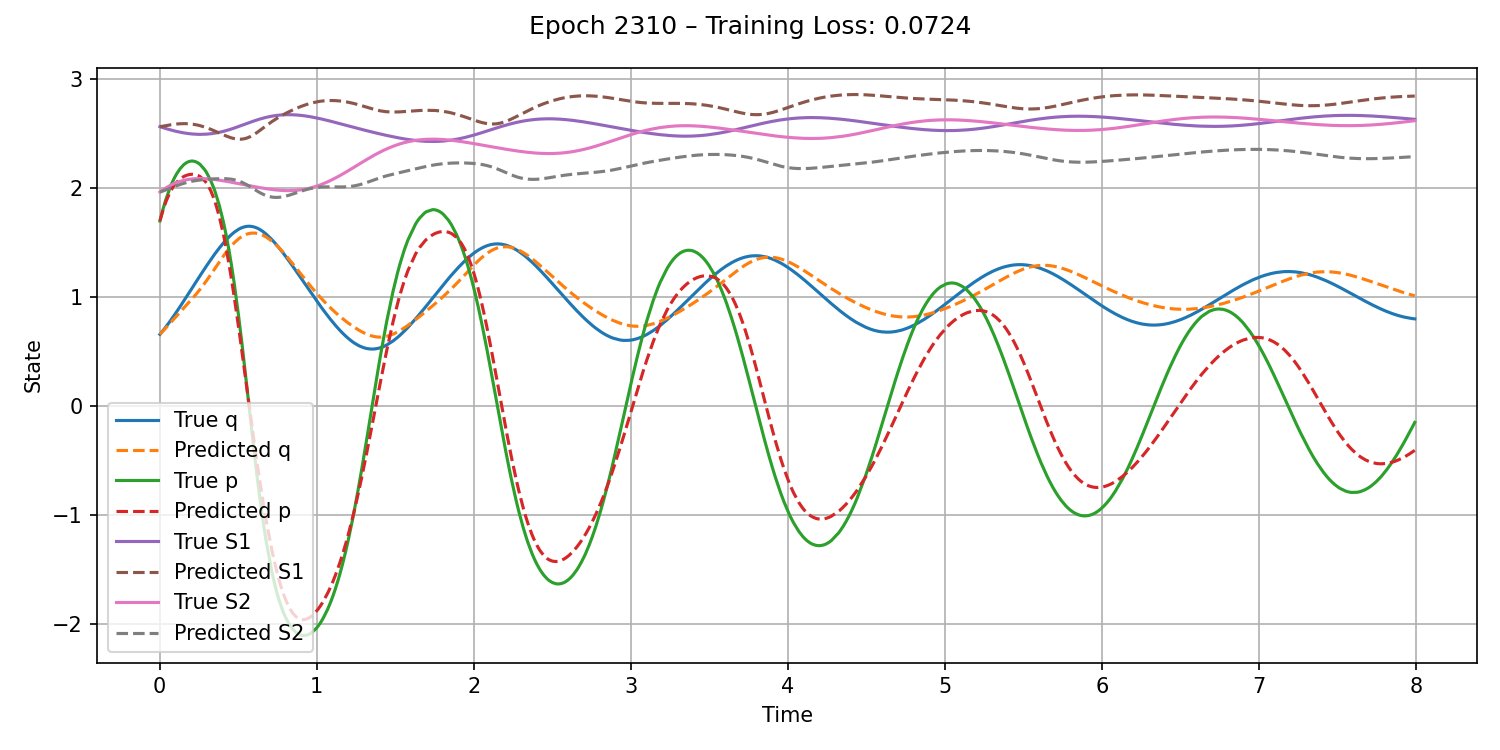 Epoch 2310 – Training Loss: 0.0724
3
2
1
0
−1
−2
State
True q
Predicted q
True p
Predicted p
True S1
Predicted S1
True S2
Predicted S2
0 1 2 3 4 5 6 7 8
Time